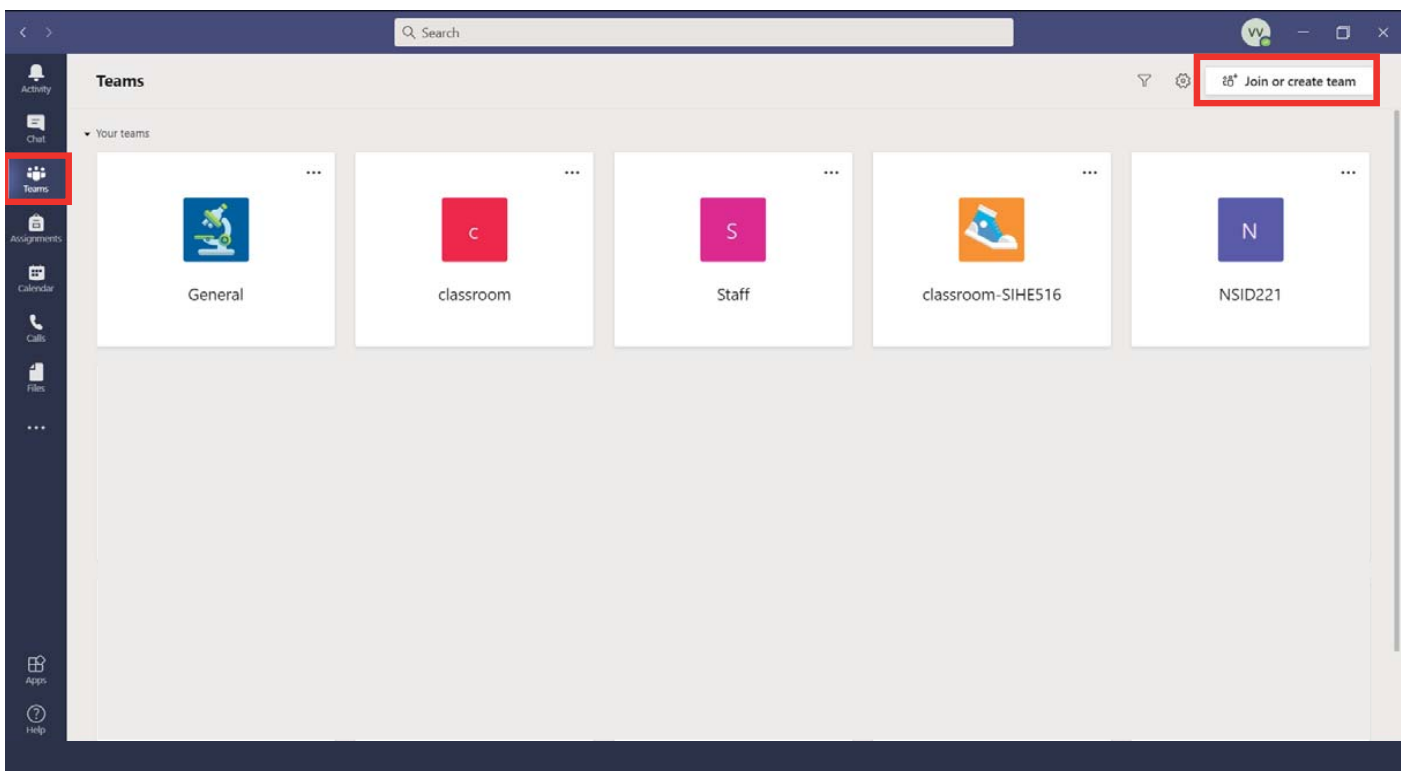 Search
VV
Activity
Teams
Join or create team
Chat
Your teams
Teams
Assignments
c
S
N
Calendar
General
classroom
Staff
classroom-SIHE516
NSID221
Calls
Files
Apps
Help